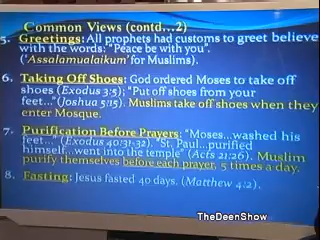 Common Views (contd...2)
5. Greetings: All prophets had customs to greet believe
with the words: "Peace be with you".
('Assalamualaikum' for Muslims).
6. Taking Off Shoes: God ordered Moses to take off
shoes (Exodus 3:5); "Put off shoes from your
feet..." (Joshua 5:15). Muslims take off shoes when they
enter Mosque.
7. Purification Before Prayers: "Moses...washed his
feet..." (Exodus 40:31-32). "St. Paul...purified
himself...went into the temple" (Acts 21:26). Muslim
purify themselves before each prayer, 5 times a day.
8. Fasting: Jesus fasted 40 days. (Matthew 4:2).
TheDeenShow